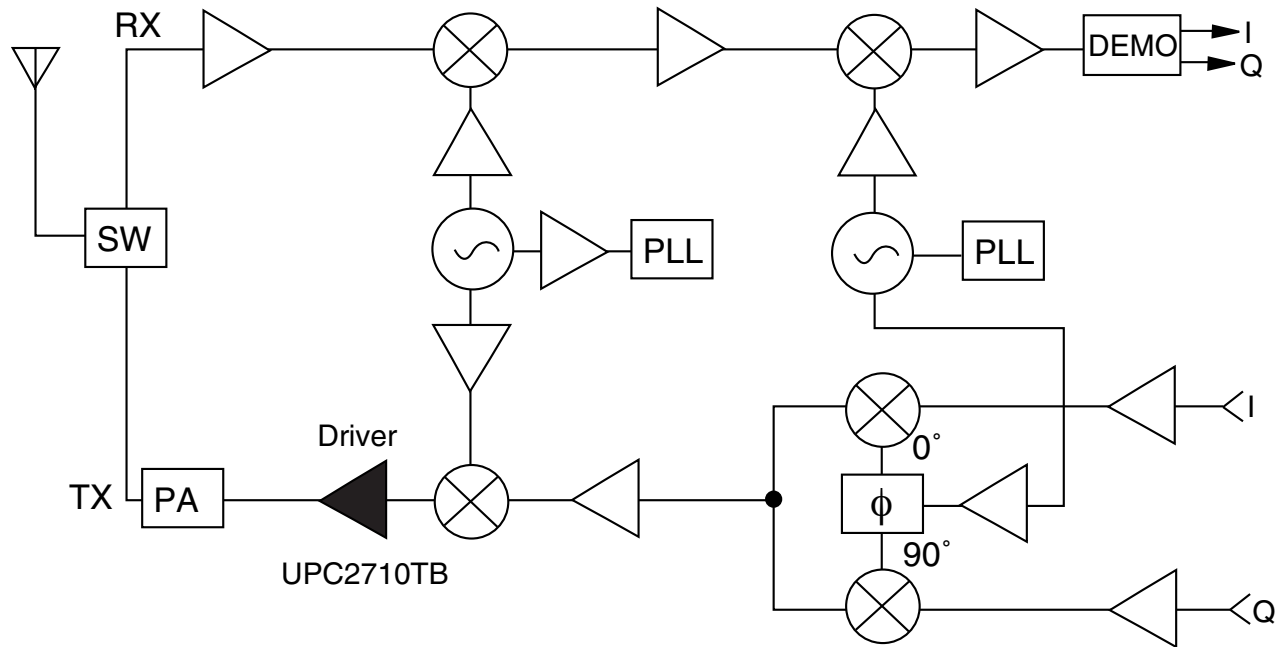 RX
DEMO
I
Q
SW
PLL
PLL
Driver
0°
I
TX
PA
ϕ
90°
UPC2710TB
Q